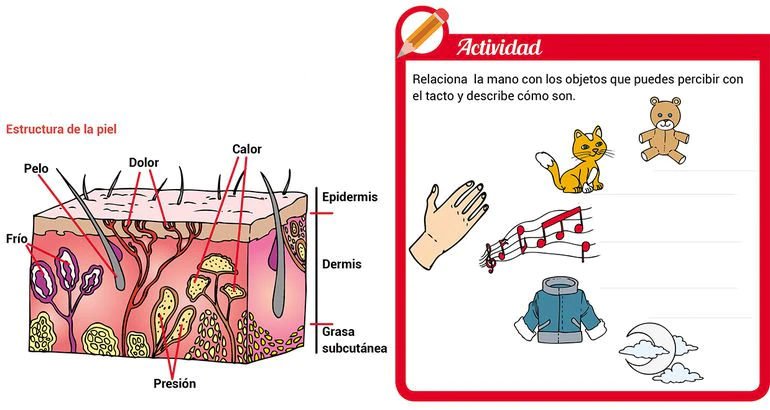 Estructura de la piel
Pelo
Dolor
Calor
Frío
Presión
Epidermis
Dermis
Grasa
subcutánea
Actividad
Relaciona la mano con los objetos que puedes percibir con
el tacto y describe cómo son.